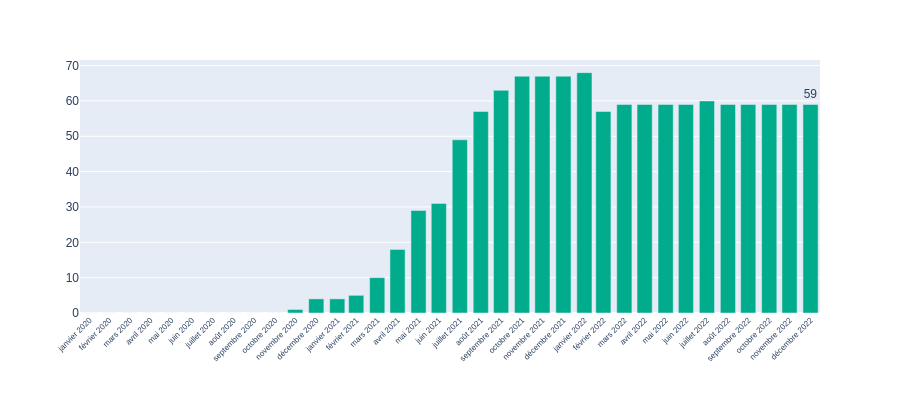 70
60
50
40
30
20
10
0
59
janvier 2020
février 2020
mars 2020
avril 2020
mai 2020
juin 2020
juillet 2020
août 2020
septembre 2020
octobre 2020
novembre 2020
décembre 2020
janvier 2021
février 2021
mars 2021
avril 2021
mai 2021
juin 2021
juillet 2021
août 2021
septembre 2021
octobre 2021
novembre 2021
décembre 2021
janvier 2022
février 2022
mars 2022
avril 2022
mai 2022
juin 2022
juillet 2022
août 2022
septembre 2022
octobre 2022
novembre 2022
décembre 2022